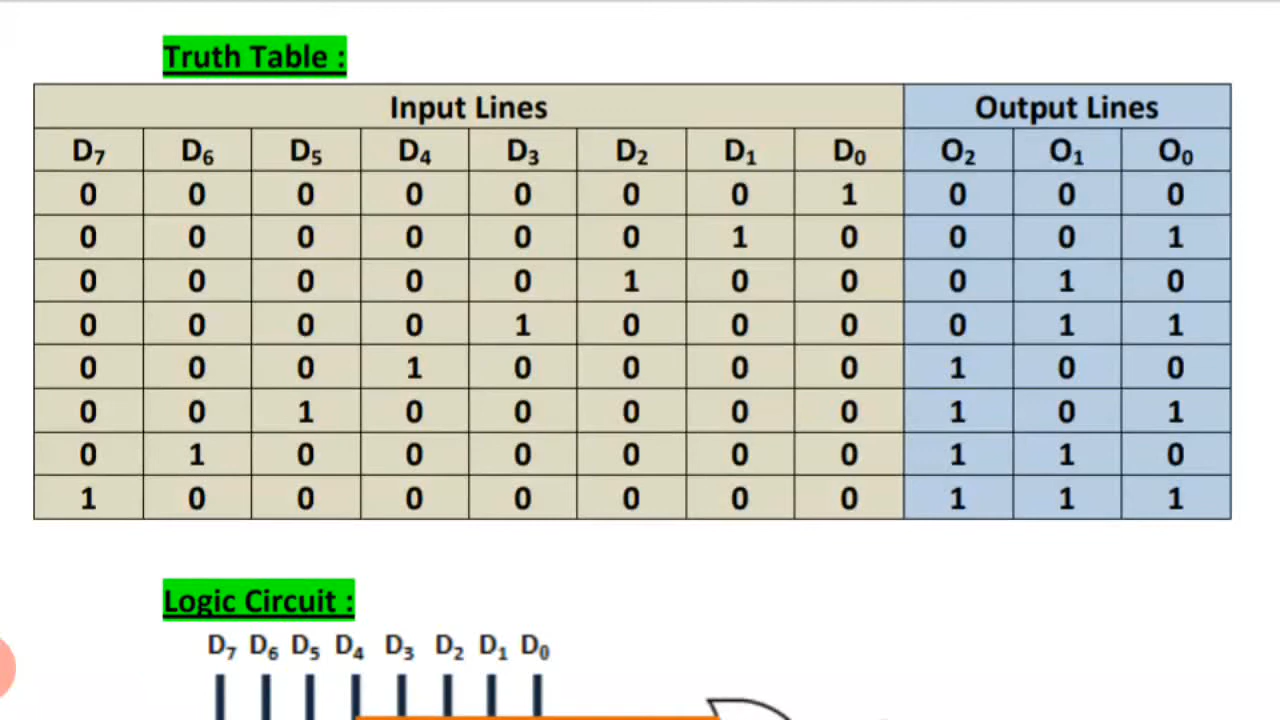 Truth Table :
Input Lines Output Lines
D₇ D₆ D₅ D₄ D₃ D₂ D₁ D₀ O₂ O₁ O₀
0 0 0 0 0 0 0 1 0 0 0
0 0 0 0 0 0 1 0 0 0 1
0 0 0 0 0 1 0 0 0 1 0
0 0 0 0 1 0 0 0 0 1 1
0 0 0 1 0 0 0 0 1 0 0
0 0 1 0 0 0 0 0 1 0 1
0 1 0 0 0 0 0 0 1 1 0
1 0 0 0 0 0 0 0 1 1 1
Logic Circuit :
D₇ D₆ D₅ D₄ D₃ D₂ D₁ D₀